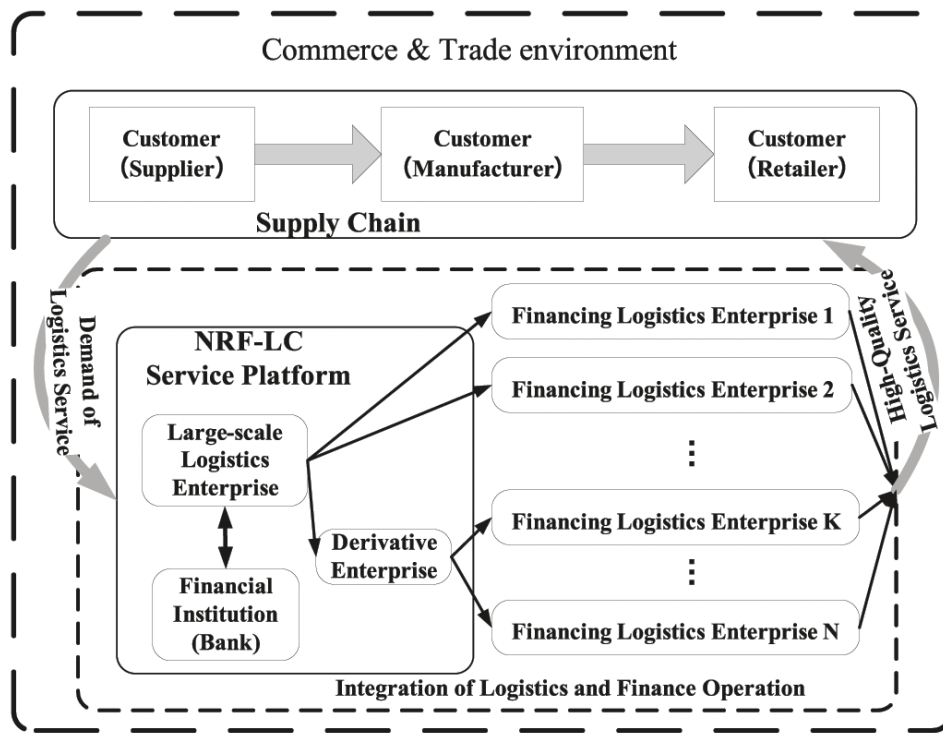 Commerce & Trade environment
Customer
(Supplier)
Customer
(Manufacturer)
Customer
(Retailer)
Supply Chain
Demand of
Logistics Service
High-Quality
Logistics Service
NRF-LC
Service Platform
Large-scale
Logistics
Enterprise
Financial
Institution
(Bank)
Derivative
Enterprise
Financing Logistics Enterprise 1
Financing Logistics Enterprise 2
⋮
Financing Logistics Enterprise K
⋮
Financing Logistics Enterprise N
Integration of Logistics and Finance Operation